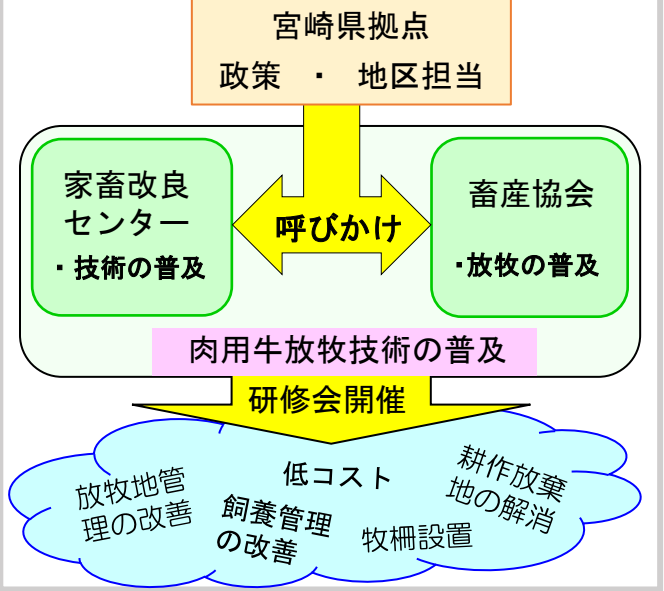 宮崎県拠点
政策　・　地区担当
家畜改良
センター
・技術の普及
呼びかけ
畜産協会
・放牧の普及
肉用牛放牧技術の普及
研修会開催
放牧地管
理の改善
低コスト
飼養管理
の改善
牧柵設置
耕作放棄
地の解消